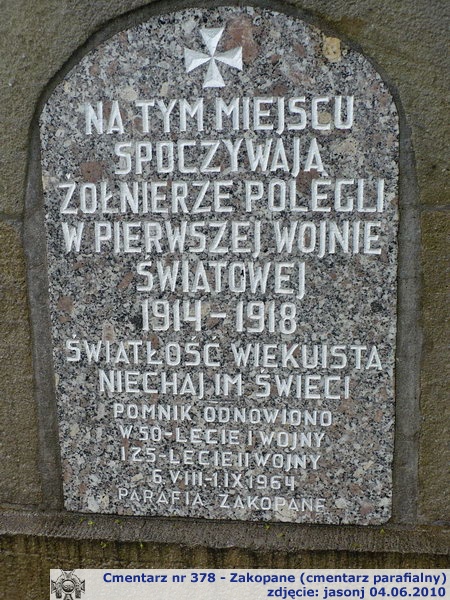 NA TYM MIEJSCU
SPOCZYWAJĄ
ŻOŁNIERZE POLEGLI
W PIERWSZEJ WOJNIE
ŚWIATOWEJ
1914 - 1918
ŚWIATŁOŚĆ WIEKUISTA
NIECHAJ IM ŚWIECI
POMNIK ODNOWIONO
W 50-LECIE I WOJNY
I 25-LECIE II WOJNY
6.VIII-1.IX.1964
PARAFIA ZAKOPANE
Cmentarz nr 378 - Zakopane (cmentarz parafialny)
zdjęcie: jasonj 04.06.2010